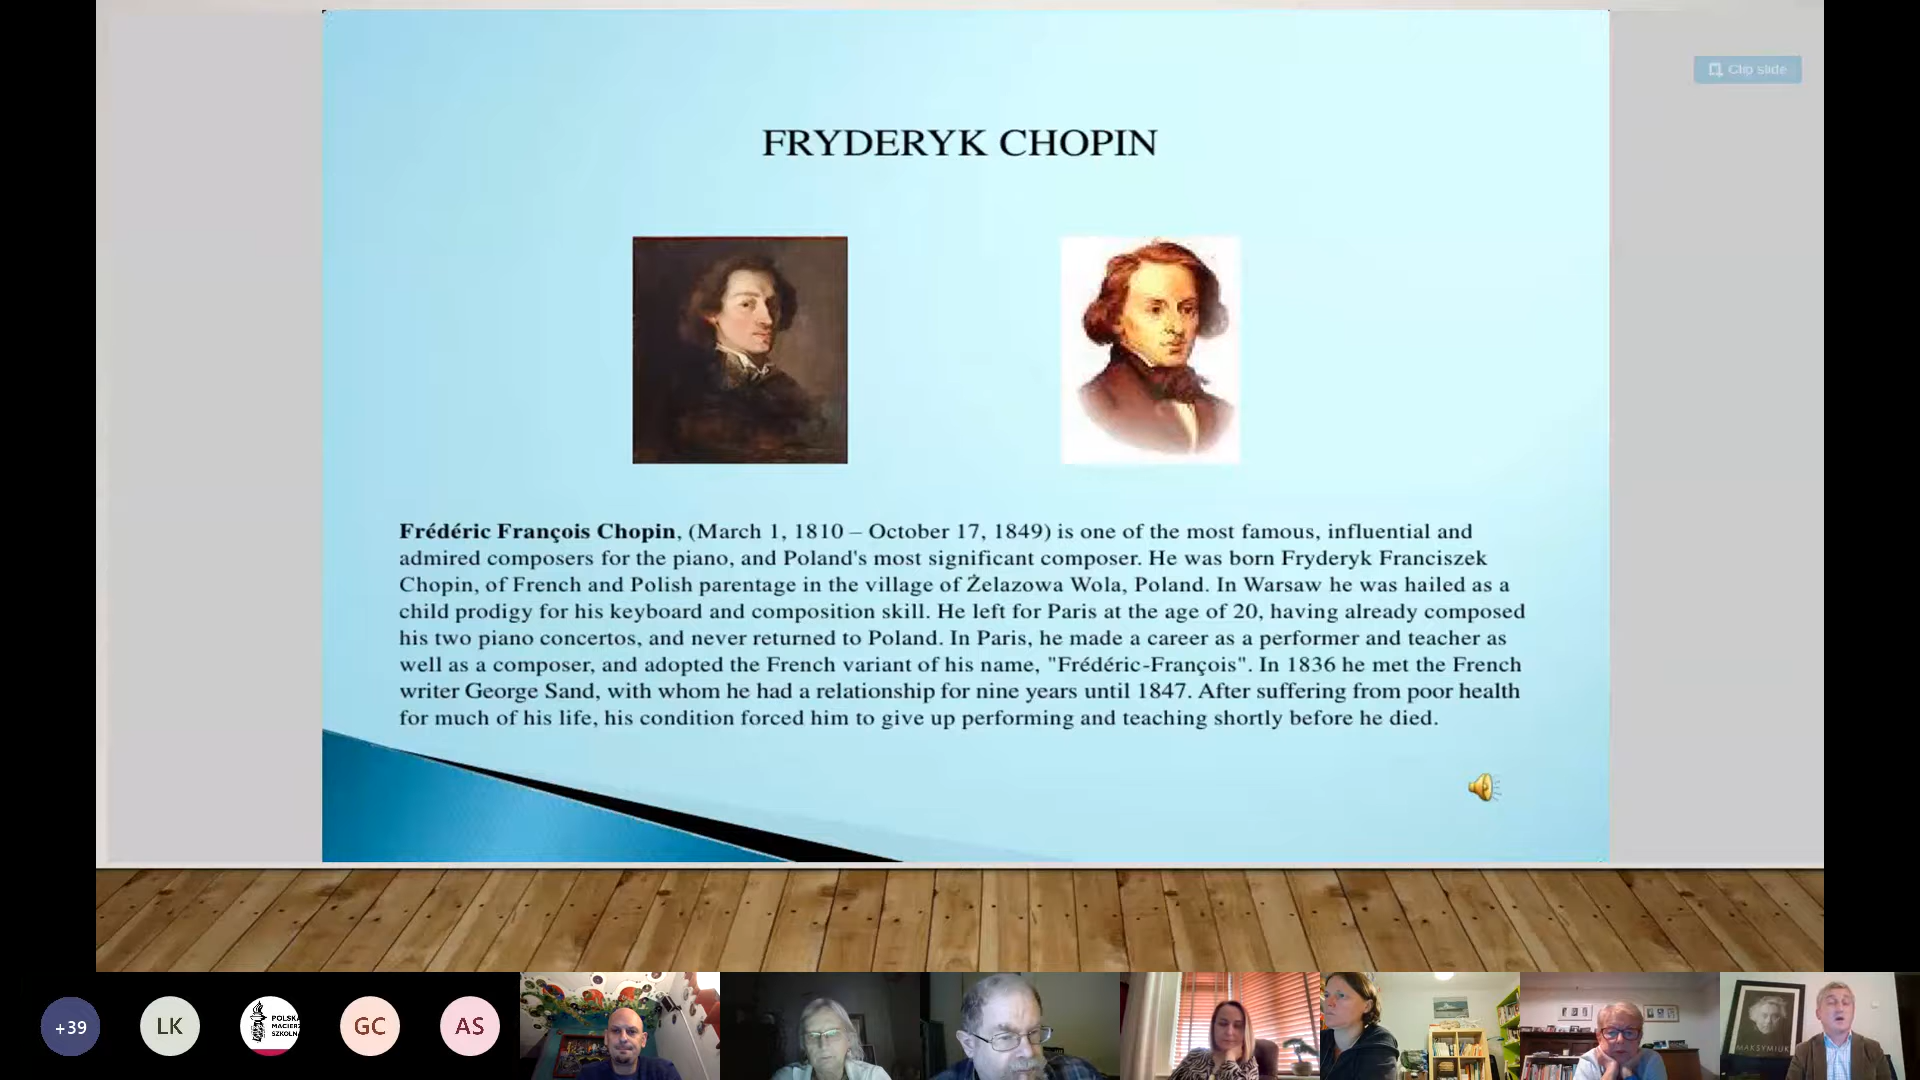 Clip slide
FRYDERYK CHOPIN
Frédéric François Chopin, (March 1, 1810 – October 17, 1849) is one of the most famous, influential and
admired composers for the piano, and Poland's most significant composer. He was born Fryderyk Franciszek
Chopin, of French and Polish parentage in the village of Żelazowa Wola, Poland. In Warsaw he was hailed as a
child prodigy for his keyboard and composition skill. He left for Paris at the age of 20, having already composed
his two piano concertos, and never returned to Poland. In Paris, he made a career as a performer and teacher as
well as a composer, and adopted the French variant of his name, "Frédéric-François". In 1836 he met the French
writer George Sand, with whom he had a relationship for nine years until 1847. After suffering from poor health
for much of his life, his condition forced him to give up performing and teaching shortly before he died.
+39
LK
POLSKA
MACIERZ
SZKOLNA
GC
AS
MAKSYMIUK